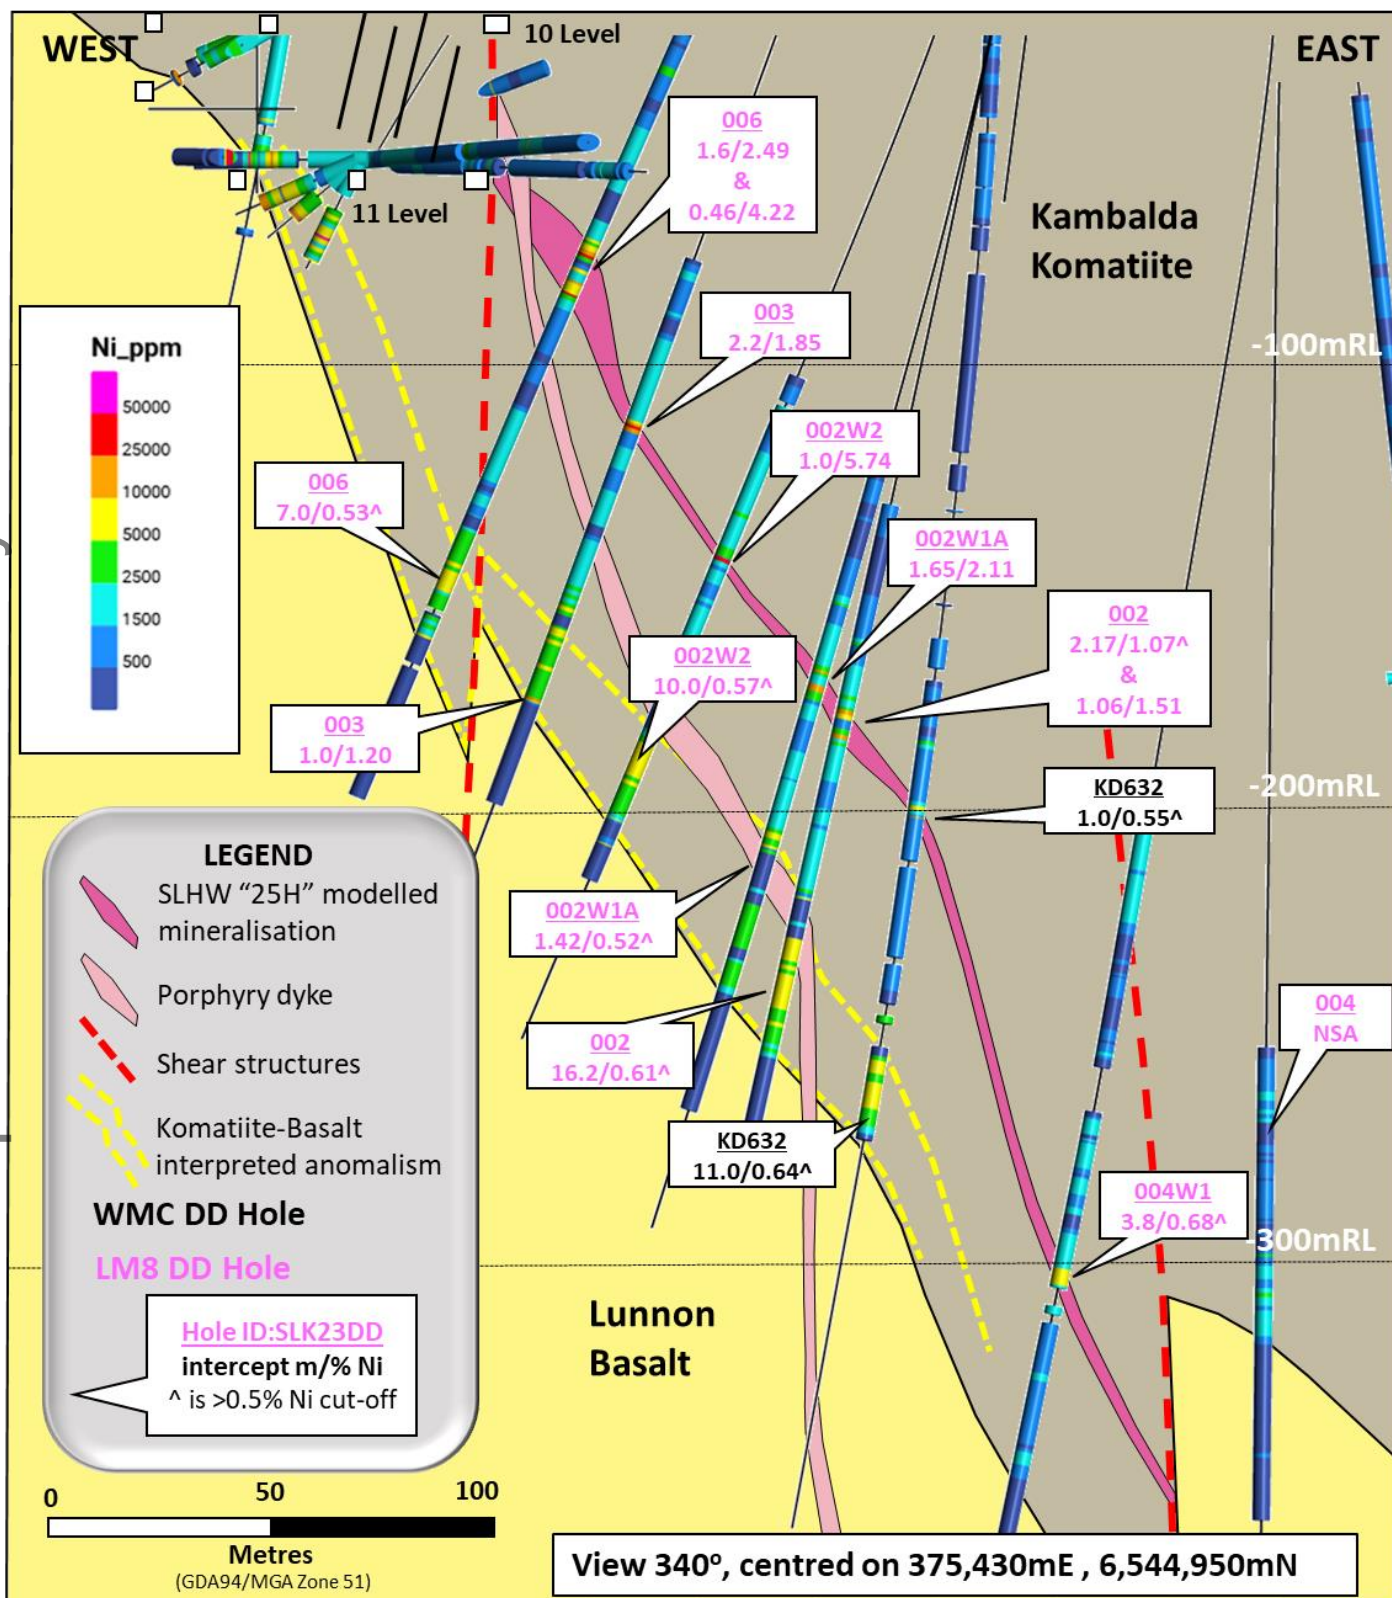 WEST
10 Level
EAST
006
1.6/2.49
&
0.46/4.22
11 Level
Kambalda
Komatiite
Ni_ppm
50000
25000
10000
5000
2500
1500
500
003
2.2/1.85
-100mRL
002W2
1.0/5.74
006
7.0/0.53^
002W1A
1.65/2.11
002
2.17/1.07^
&
1.06/1.51
002W2
10.0/0.57^
003
1.0/1.20
-200mRL
KD632
1.0/0.55^
LEGEND
SLHW “25H” modelled
mineralisation
Porphyry dyke
Shear structures
Komatiite-Basalt
interpreted anomalism
WMC DD Hole
LM8 DD Hole
Hole ID:SLK23DD
intercept m/% Ni
^ is >0.5% Ni cut-off
002W1A
1.42/0.52^
002
16.2/0.61^
004
NSA
KD632
11.0/0.64^
004W1
3.8/0.68^
-300mRL
Lunnon
Basalt
0 50 100
Metres
(GDA94/MGA Zone 51)
View 340º, centred on 375,430mE , 6,544,950mN